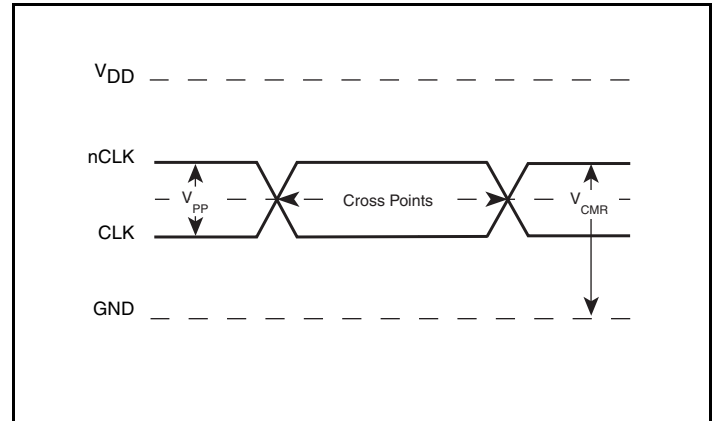 VDD
nCLK
VPP
Cross Points
VCMR
CLK
GND